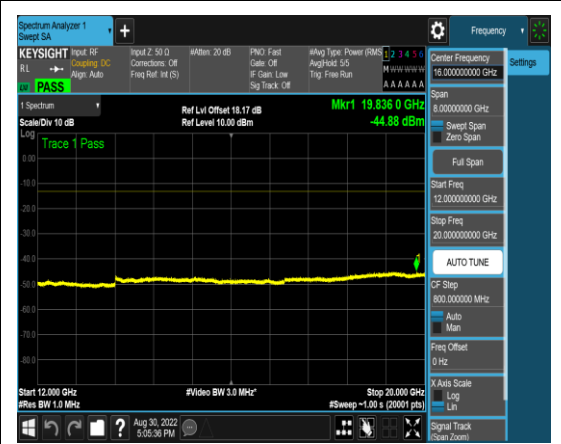 Spectrum Analyzer 1
Swept SA
Frequency
KEYSIGHT
Input: RF
Input Z: 50 Ω
#Atten: 20 dB
PNO: Fast
#Avg Type: Power (RMS
1 2 3 4 5 6
RL
Coupling: DC
Corrections: Off
Gate: Off
Avg|Hold: 5/5
M W W W W W
Align: Auto
Freq Ref: Int (S)
IF Gain: Low
Trig: Free Run
PASS
Sig Track: Off
A A A A A A
1 Spectrum
Ref Lvl Offset 18.17 dB
Mkr1 19.836 0 GHz
Scale/Div 10 dB
Ref Level 10.00 dBm
-44.88 dBm
Log
Trace 1 Pass
0.00
-10.0
-20.0
-30.0
-40.0
-50.0
-60.0
-70.0
-80.0
Start 12.000 GHz
#Video BW 3.0 MHz*
Stop 20.000 GHz
#Res BW 1.0 MHz
#Sweep ~1.00 s (20001 pts)
Center Frequency
16.000000000 GHz
Settings
Span
8.00000000 GHz
Swept Span
Zero Span
Full Span
Start Freq
12.000000000 GHz
Stop Freq
20.000000000 GHz
AUTO TUNE
CF Step
800.000000 MHz
Auto
Man
Freq Offset
0 Hz
X Axis Scale
Log
Lin
Signal Track
(Span Zoom)
Aug 30, 2022
5:05:36 PM